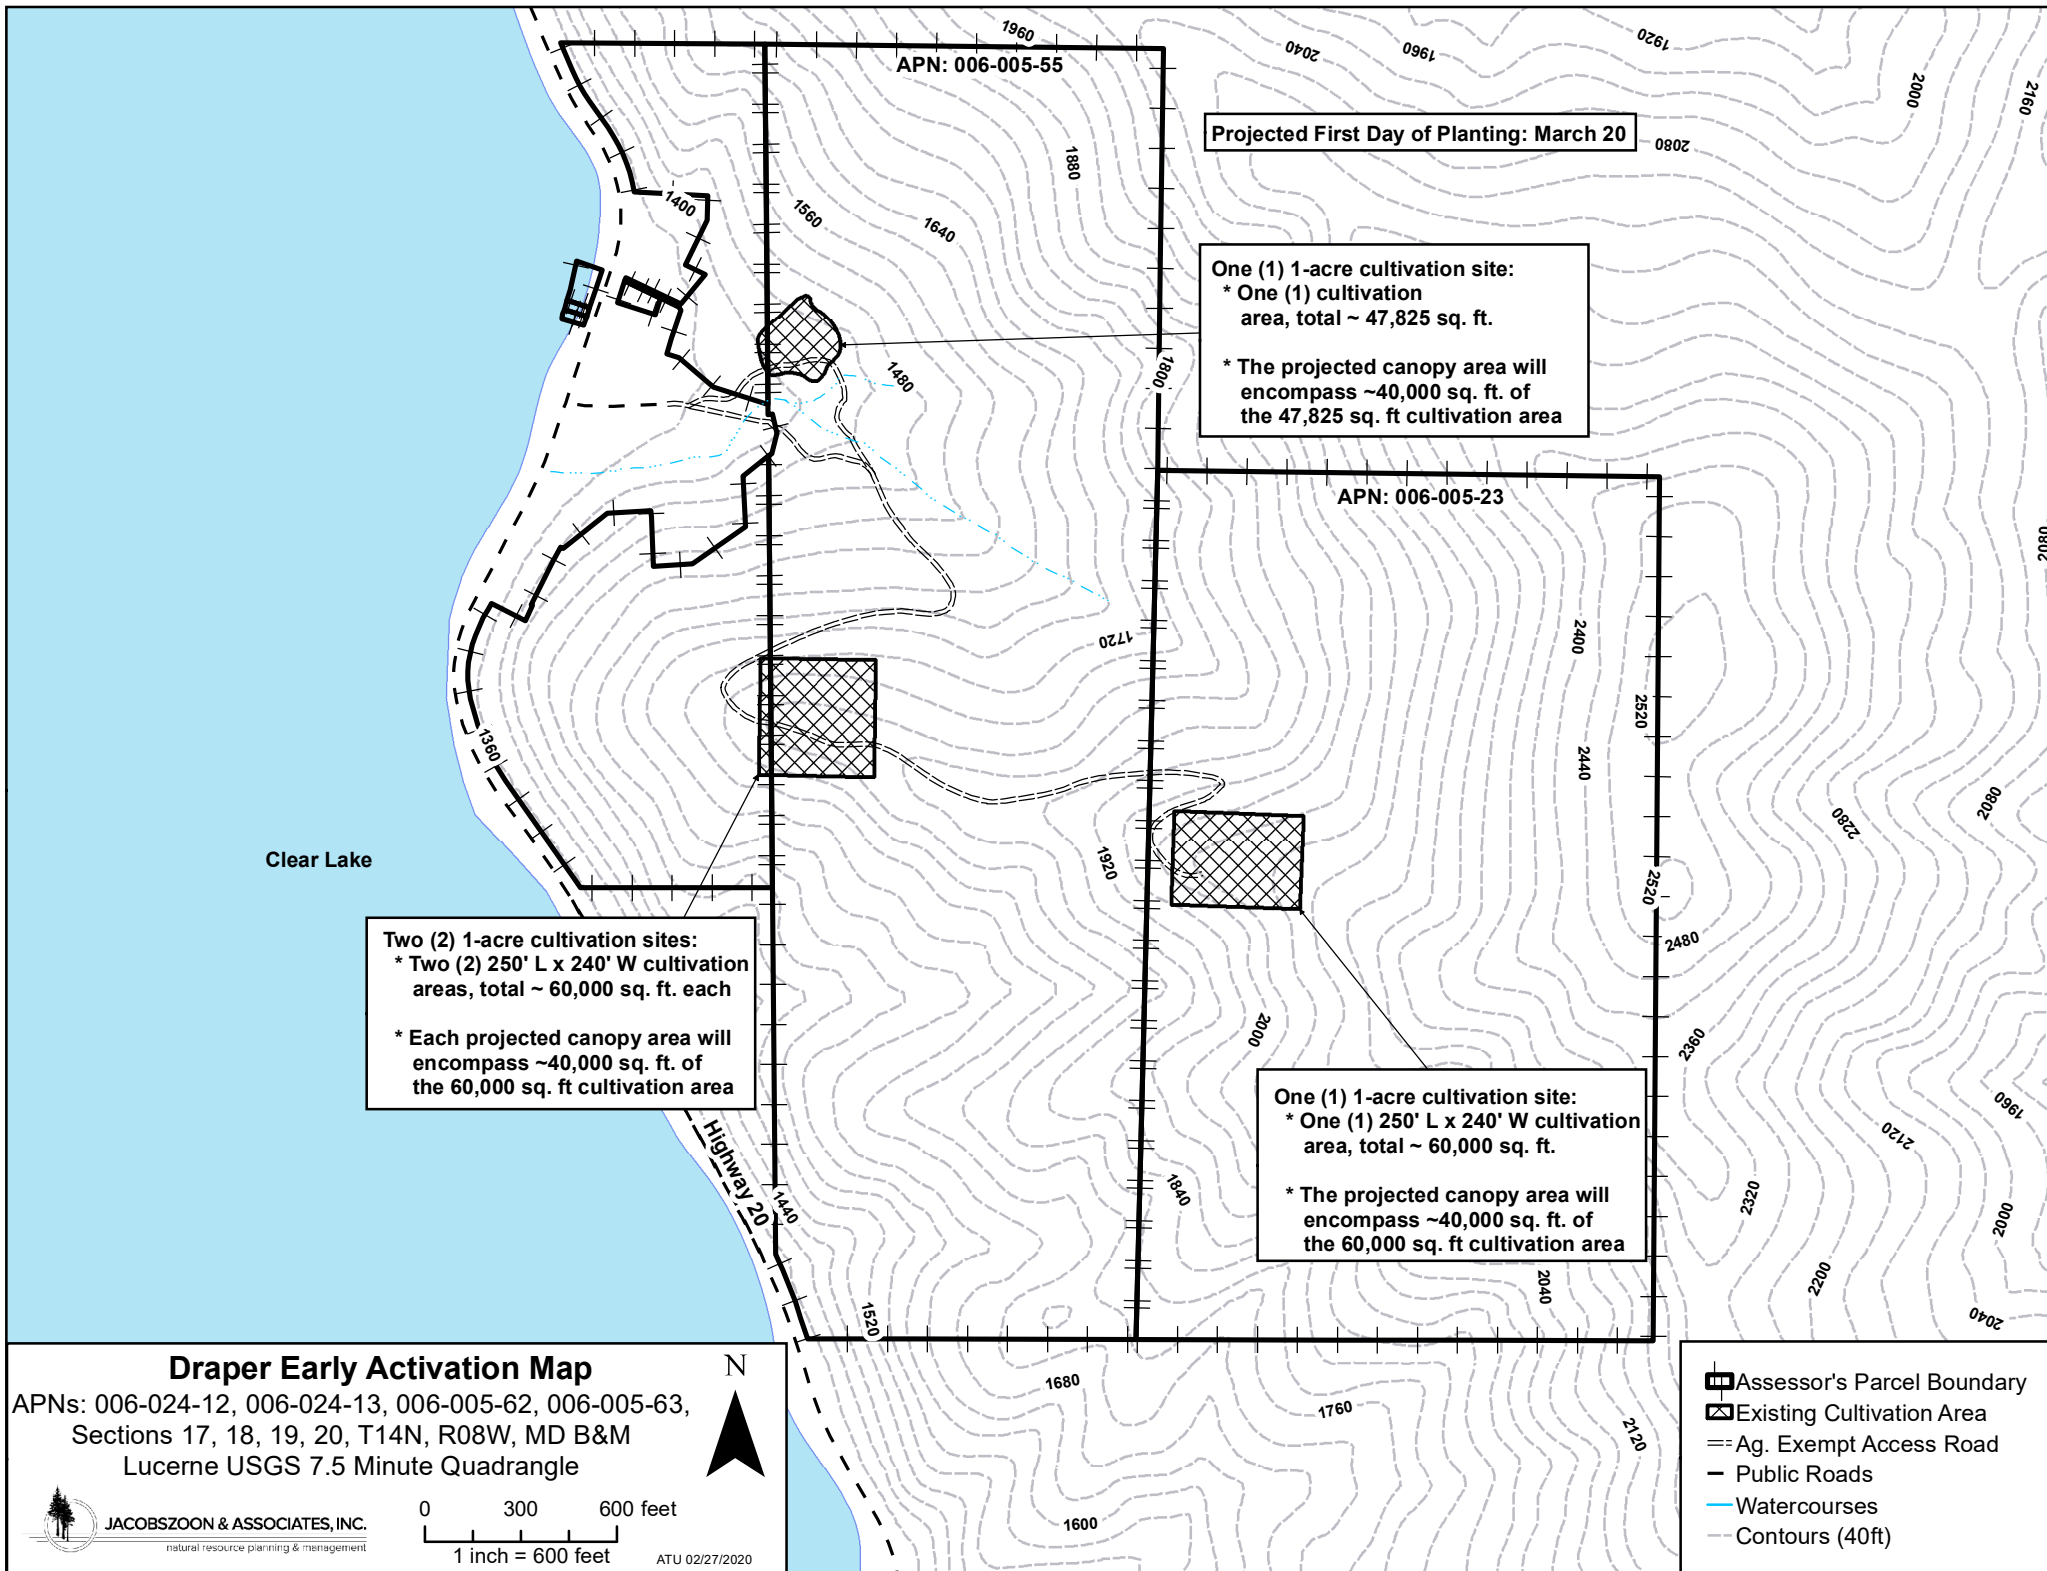 1960
2040
1960
1920
2000
2160
APN: 006-005-55
Projected First Day of Planting: March 20
2080
1880
1400
1560
1640
One (1) 1-acre cultivation site:
* One (1) cultivation
area, total ~ 47,825 sq. ft.
* The projected canopy area will
encompass ~40,000 sq. ft. of
the 47,825 sq. ft cultivation area
1480
1800
APN: 006-005-23
2080
1720
2400
2520
2440
1360
2280
2080
Clear Lake
1920
2520
2480
Two (2) 1-acre cultivation sites:
* Two (2) 250' L x 240' W cultivation
areas, total ~ 60,000 sq. ft. each
* Each projected canopy area will
encompass ~40,000 sq. ft. of
the 60,000 sq. ft cultivation area
2000
2360
One (1) 1-acre cultivation site:
* One (1) 250' L x 240' W cultivation
area, total ~ 60,000 sq. ft.
* The projected canopy area will
encompass ~40,000 sq. ft. of
the 60,000 sq. ft cultivation area
1960
2120
Highway 20
1440
1840
2320
2000
2200
2040
2040
1520
1680
1760
2120
1600
Draper Early Activation Map
N
APNs: 006-024-12, 006-024-13, 006-005-62, 006-005-63,
Sections 17, 18, 19, 20, T14N, R08W, MD B&M
Lucerne USGS 7.5 Minute Quadrangle
JACOBSZOON & ASSOCIATES, INC.
natural resource planning & management
0 300 600 feet
1 inch = 600 feet
ATU 02/27/2020
Assessor's Parcel Boundary
Existing Cultivation Area
Ag. Exempt Access Road
Public Roads
Watercourses
Contours (40ft)